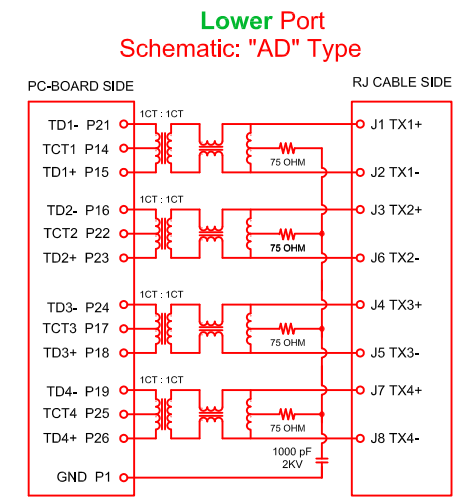 Lower Port
Schematic: "AD" Type
PC-BOARD SIDE
RJ CABLE SIDE
1CT : 1CT
TD1- P21
J1 TX1+
TCT1 P14
75 OHM
TD1+ P15
J2 TX1-
1CT : 1CT
TD2- P16
J3 TX2+
TCT2 P22
75 OHM
TD2+ P23
J6 TX2-
1CT : 1CT
TD3- P24
J4 TX3+
TCT3 P17
75 OHM
TD3+ P18
J5 TX3-
1CT : 1CT
TD4- P19
J7 TX4+
TCT4 P25
75 OHM
TD4+ P26
J8 TX4-
1000 pF
2KV
GND P1